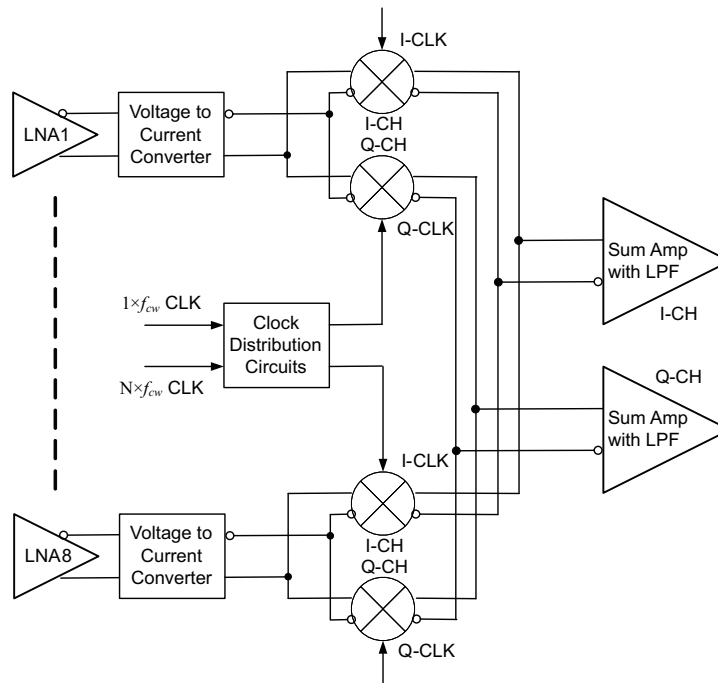 I-CLK
LNA1
Voltage to
Current
Converter
I-CH
Q-CH
Q-CLK
Sum Amp
with LPF
I-CH
1×fcw CLK
Clock
Distribution
Circuits
N×fcw CLK
Q-CH
Sum Amp
with LPF
I-CLK
LNA8
Voltage to
Current
Converter
I-CH
Q-CH
Q-CLK